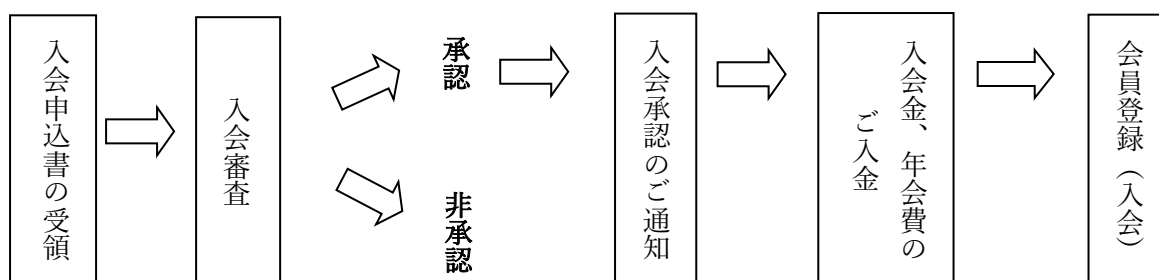 入会申込書の受領
入会審査
承認
非承認
入会承認のご通知
入会金、年会費の
ご入金
会員登録（入会）